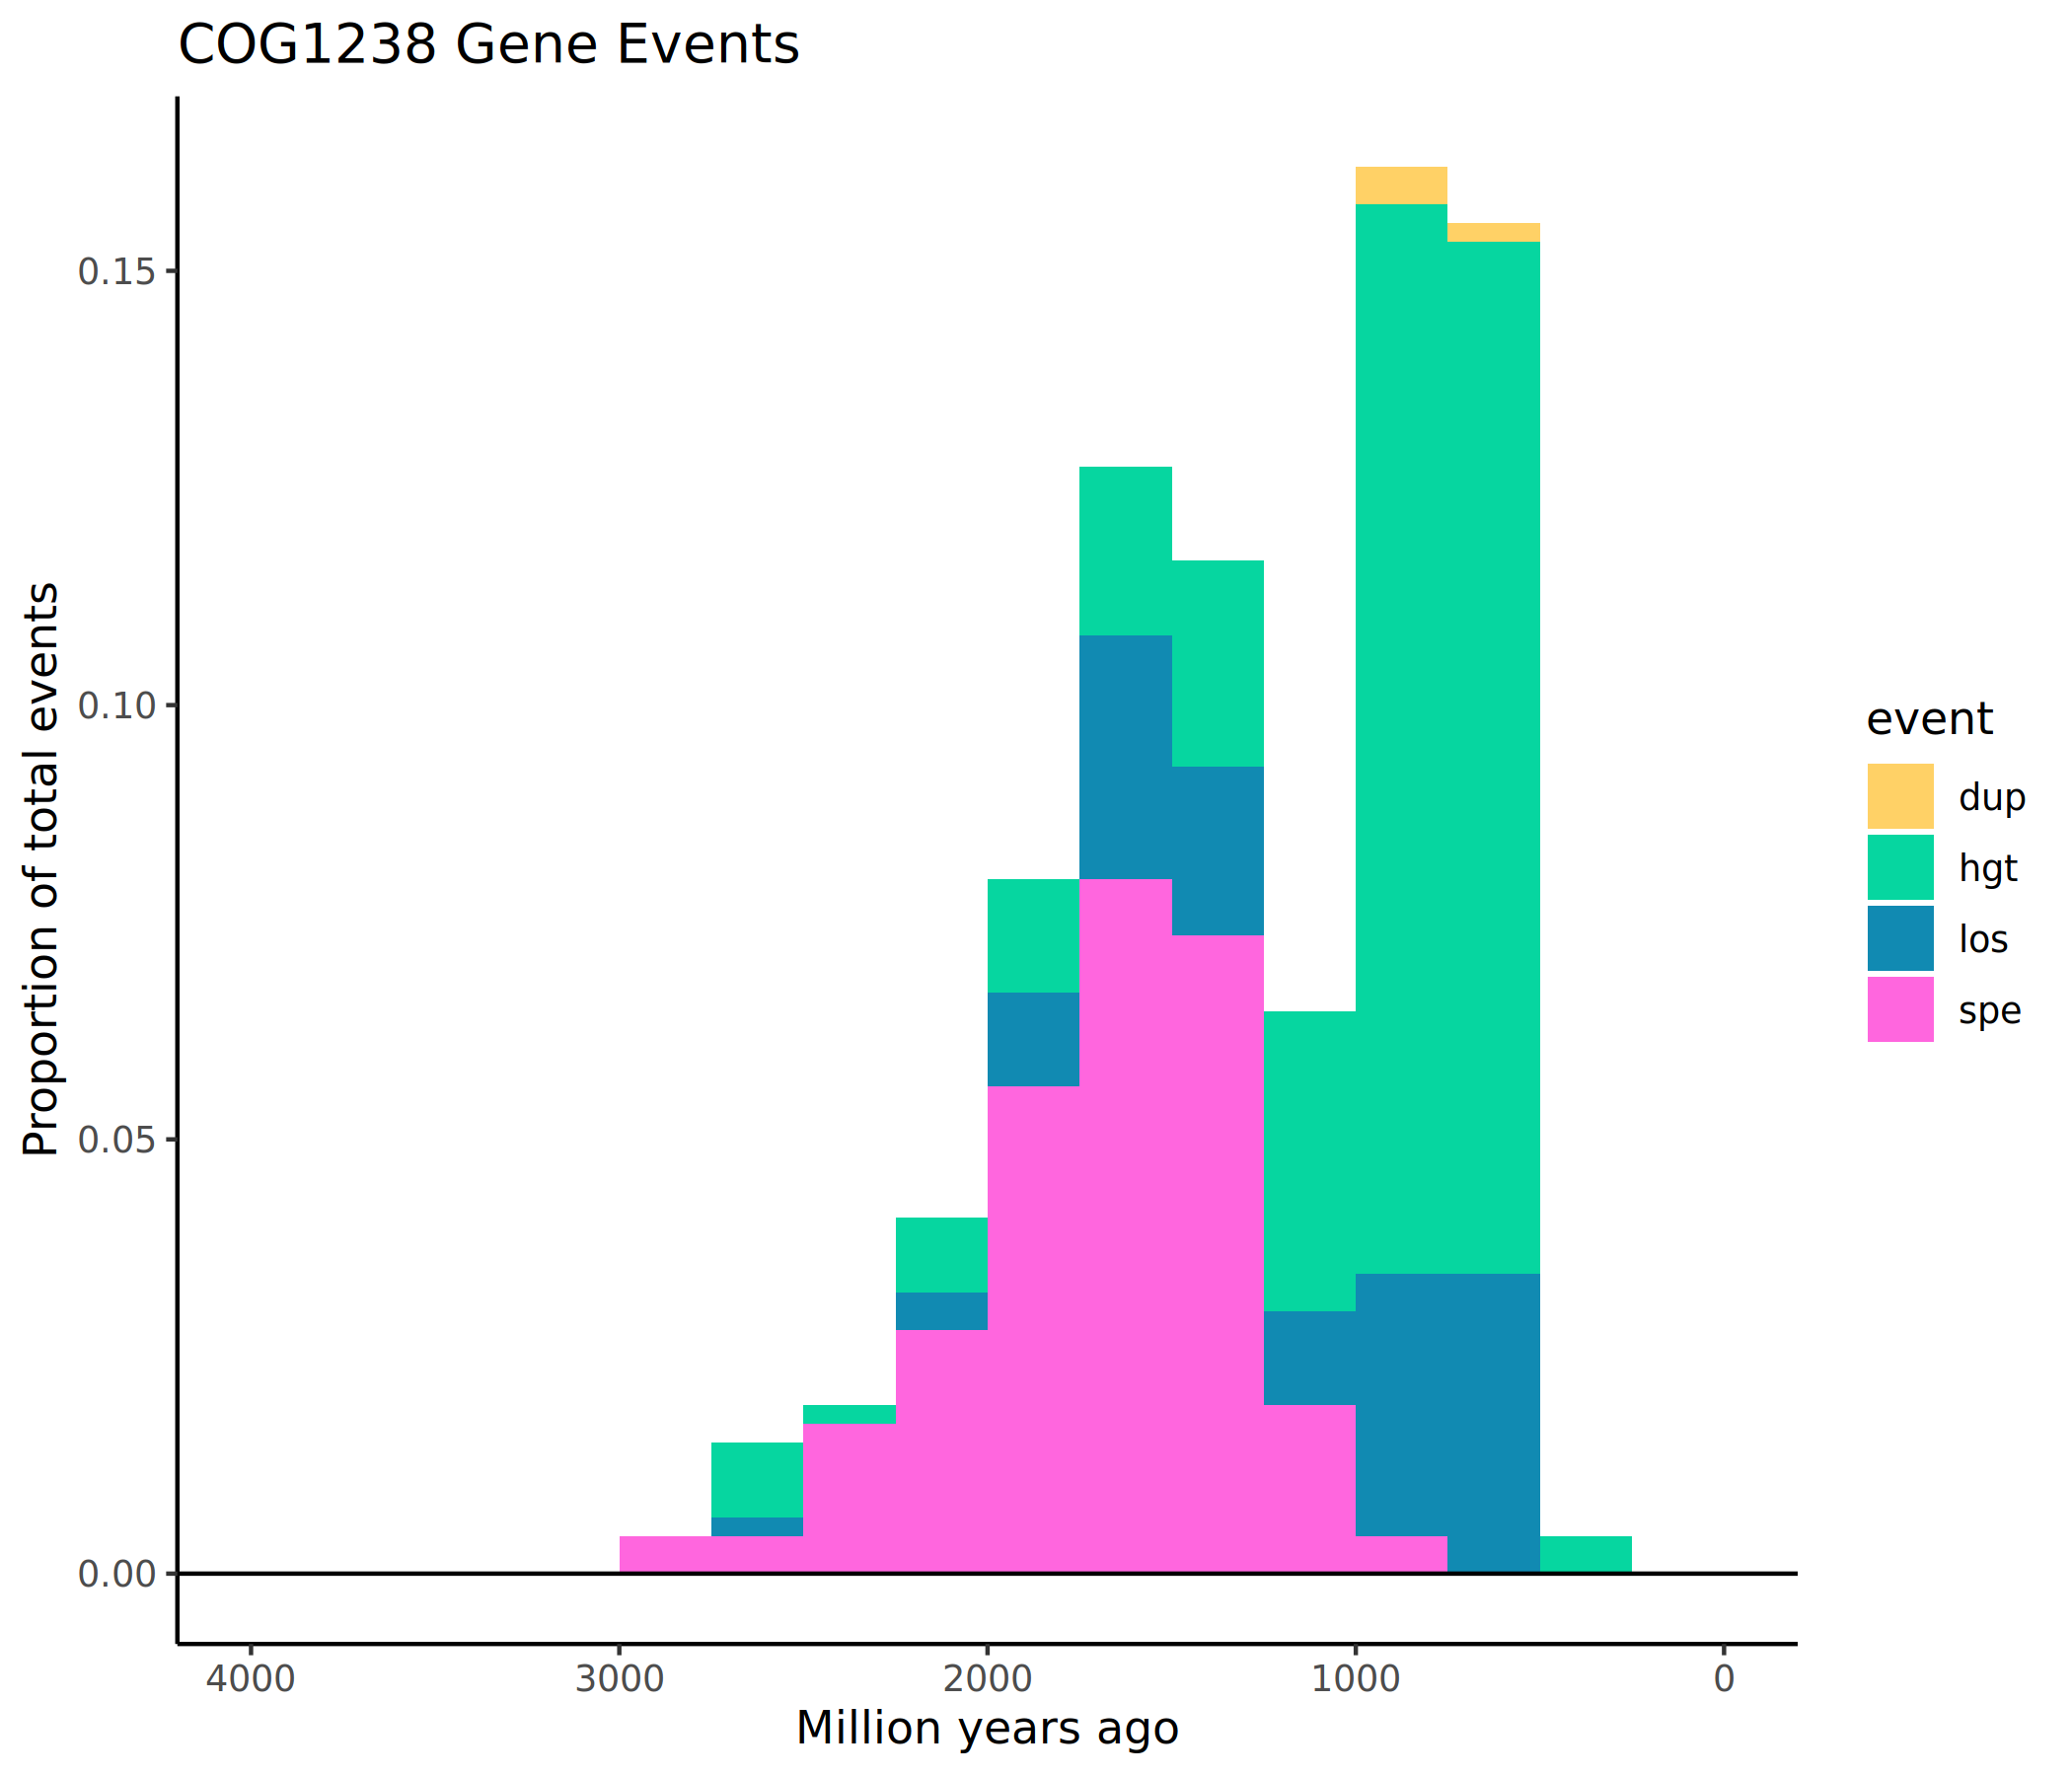 COG1238 Gene Events
Proportion of total events
0.15
0.10
0.05
0.00
4000 3000 2000 1000 0
Million years ago
event
dup
hgt
los
spe